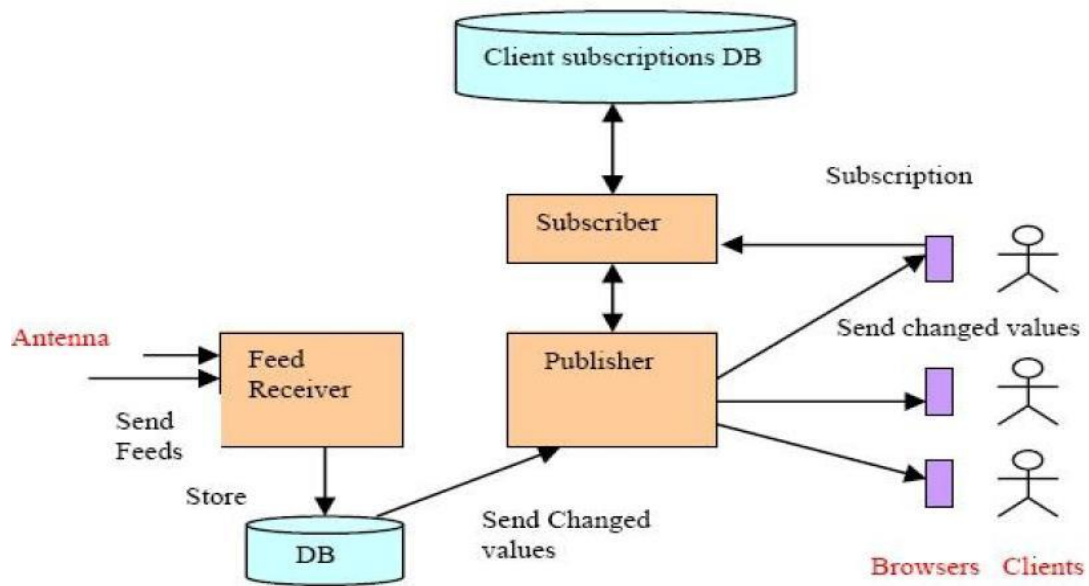 Client subscriptions DB
Subscription
Subscriber
Antenna
Feed
Receiver
Publisher
Send changed values
Send
Feeds
Store
DB
Send Changed
values
Browsers Clients